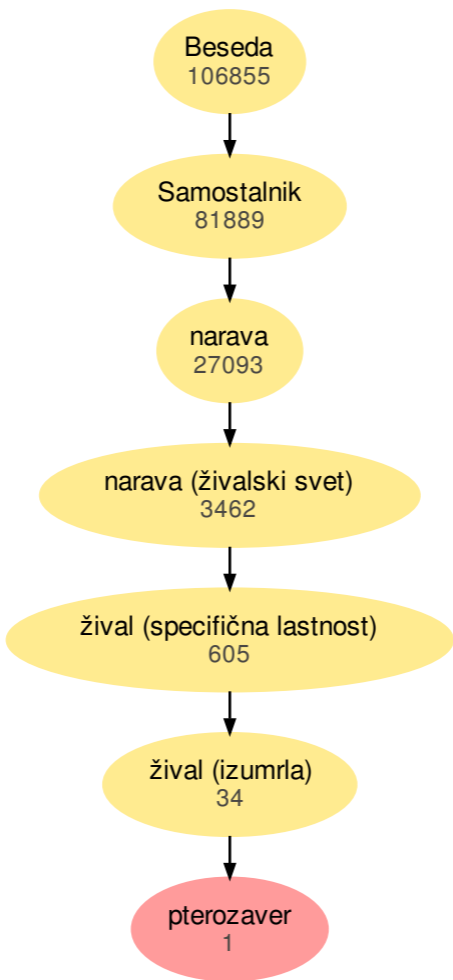 Beseda
106855
Samostalnik
81889
narava
27093
narava (živalski svet)
3462
žival (specifična lastnost)
605
žival (izumrla)
34
pterozaver
1